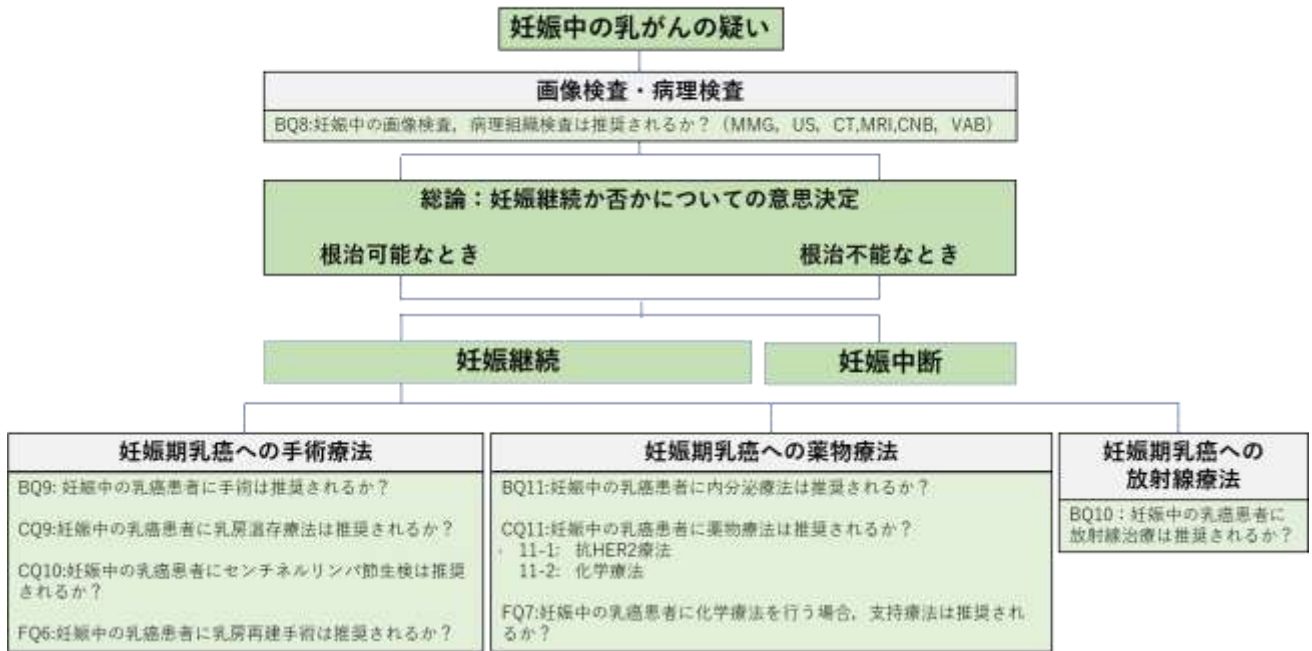 妊娠中の乳がんの疑い
画像検査・病理検査
BQ8:妊娠中の画像検査，病理組織検査は推奨されるか？（MMG，US，CT,MRI,CNB，VAB）
総論：妊娠継続か否かについての意思決定
根治可能なとき
根治不能なとき
妊娠継続
妊娠中断
妊娠期乳癌への手術療法
BQ9: 妊娠中の乳癌患者に手術は推奨されるか？
CQ9:妊娠中の乳癌患者に乳房温存療法は推奨されるか？
CQ10:妊娠中の乳癌患者にセンチネルリンパ節生検は推奨
されるか？
FQ6:妊娠中の乳癌患者に乳房再建手術は推奨されるか？
妊娠期乳癌への薬物療法
BQ11:妊娠中の乳癌患者に内分泌療法は推奨されるか？
CQ11:妊娠中の乳癌患者に薬物療法は推奨されるか？
11-1: 抗HER2療法
11-2: 化学療法
FQ7:妊娠中の乳癌患者に化学療法を行う場合，支持療法は推奨され
るか？
妊娠期乳癌への
放射線療法
BQ10：妊娠中の乳癌患者に
放射線治療は推奨されるか？